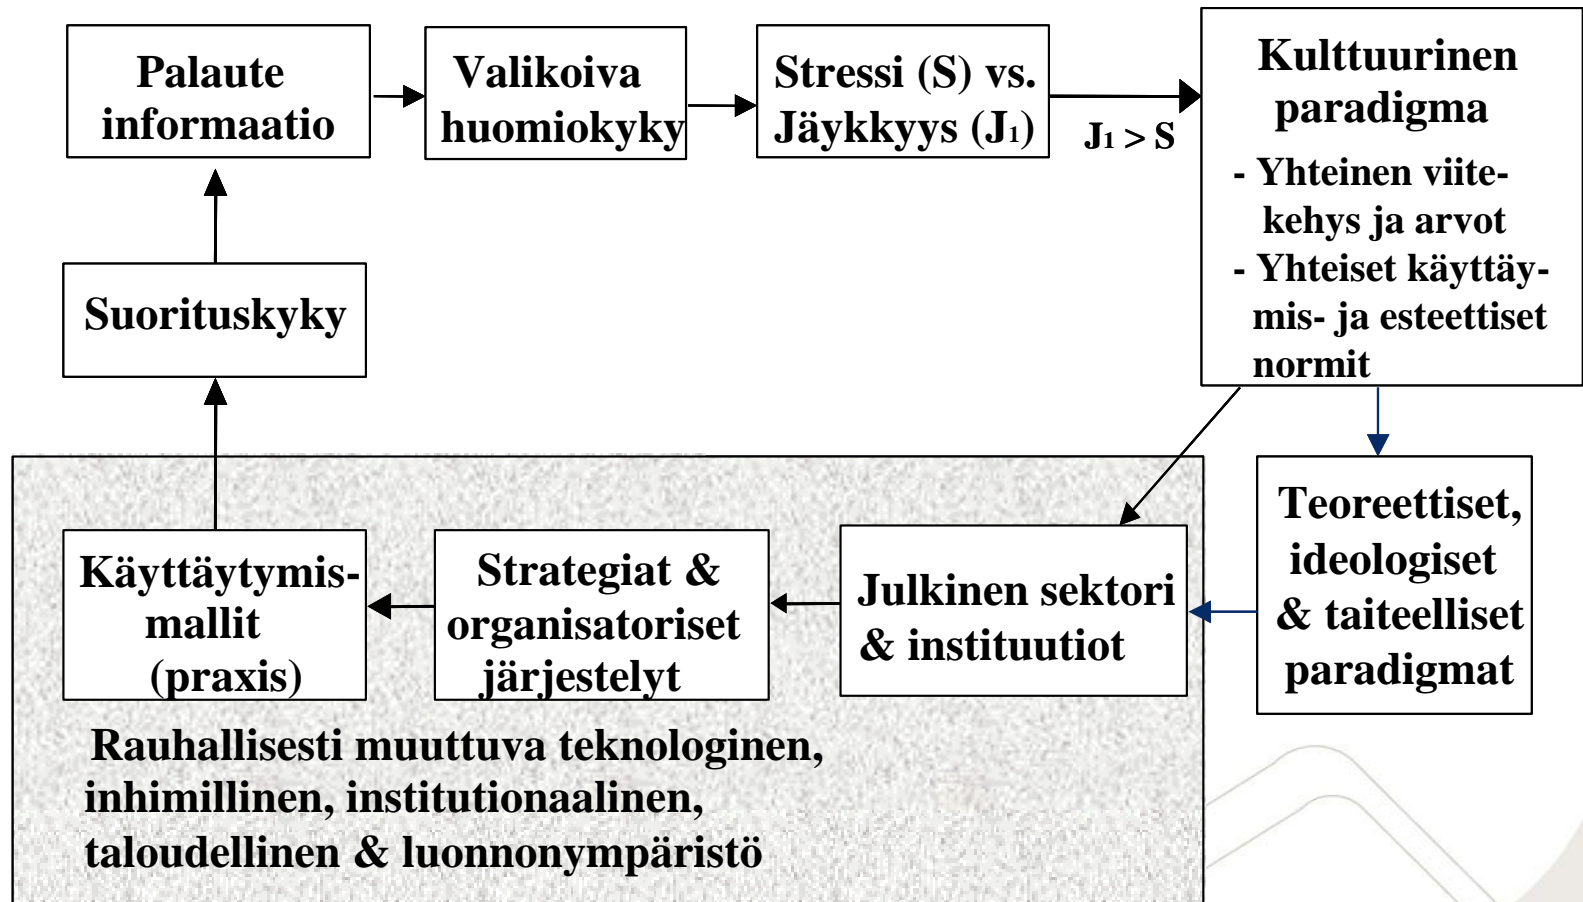 Palaute
informaatio
Valikoiva
huomiokyky
Stressi (S) vs.
Jäykkyys (J₁)
J₁ > S
Kulttuurinen
paradigma
- Yhteinen viite-
kehys ja arvot
- Yhteiset käyttäy-
mis- ja esteettiset
normit
Suorituskyky
Teoreettiset,
ideologiset
& taiteelliset
paradigmat
Julkinen sektori
& instituutiot
Strategiat &
organisatoriset
järjestelyt
Käyttäytymis-
mallit
(praxis)
Rauhallisesti muuttuva teknologinen,
inhimillinen, institutionaalinen,
taloudellinen & luonnonympäristö